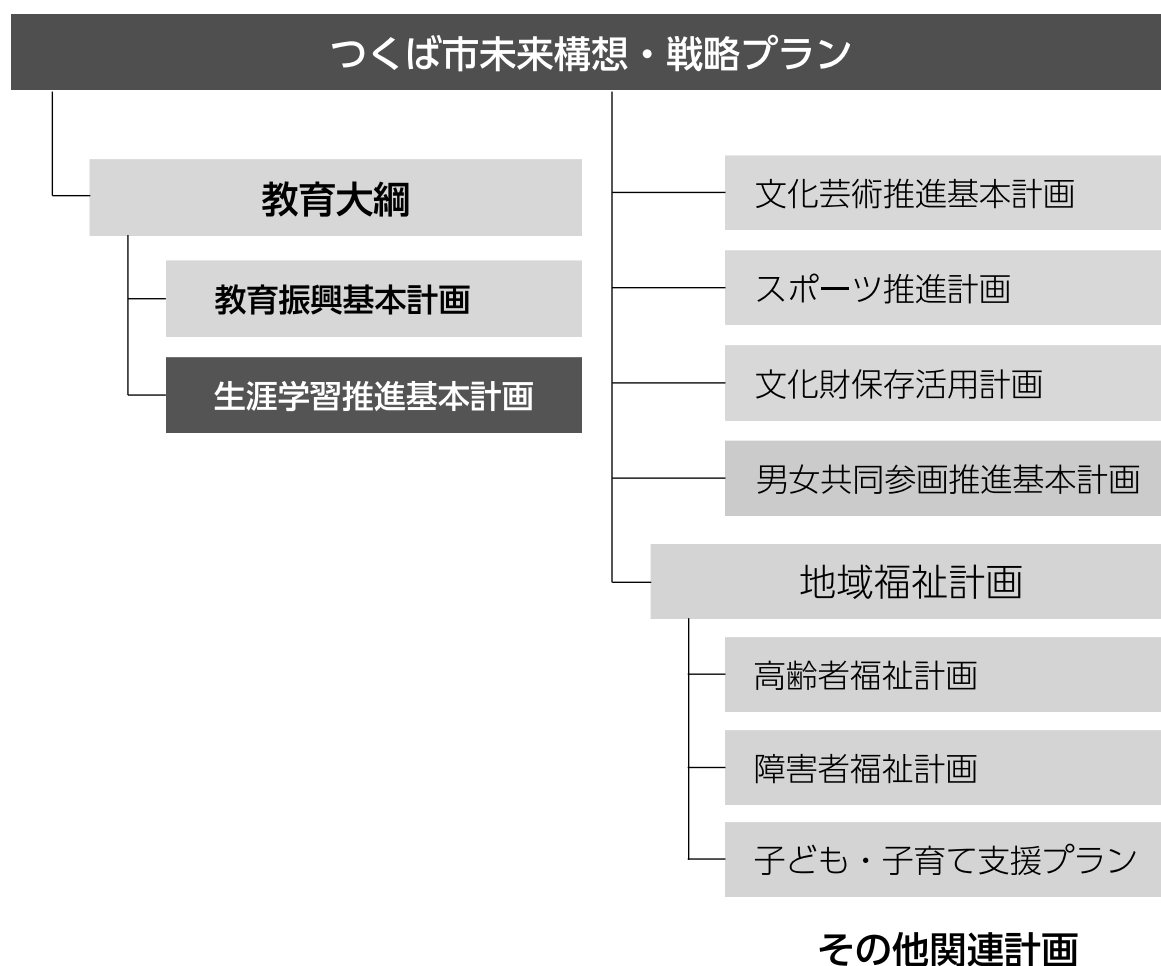 つくば市未来構想・戦略プラン
教育大綱
教育振興基本計画
生涯学習推進基本計画
文化芸術推進基本計画
スポーツ推進計画
文化財保存活用計画
男女共同参画推進基本計画
地域福祉計画
高齢者福祉計画
障害者福祉計画
子ども・子育て支援プラン
その他関連計画